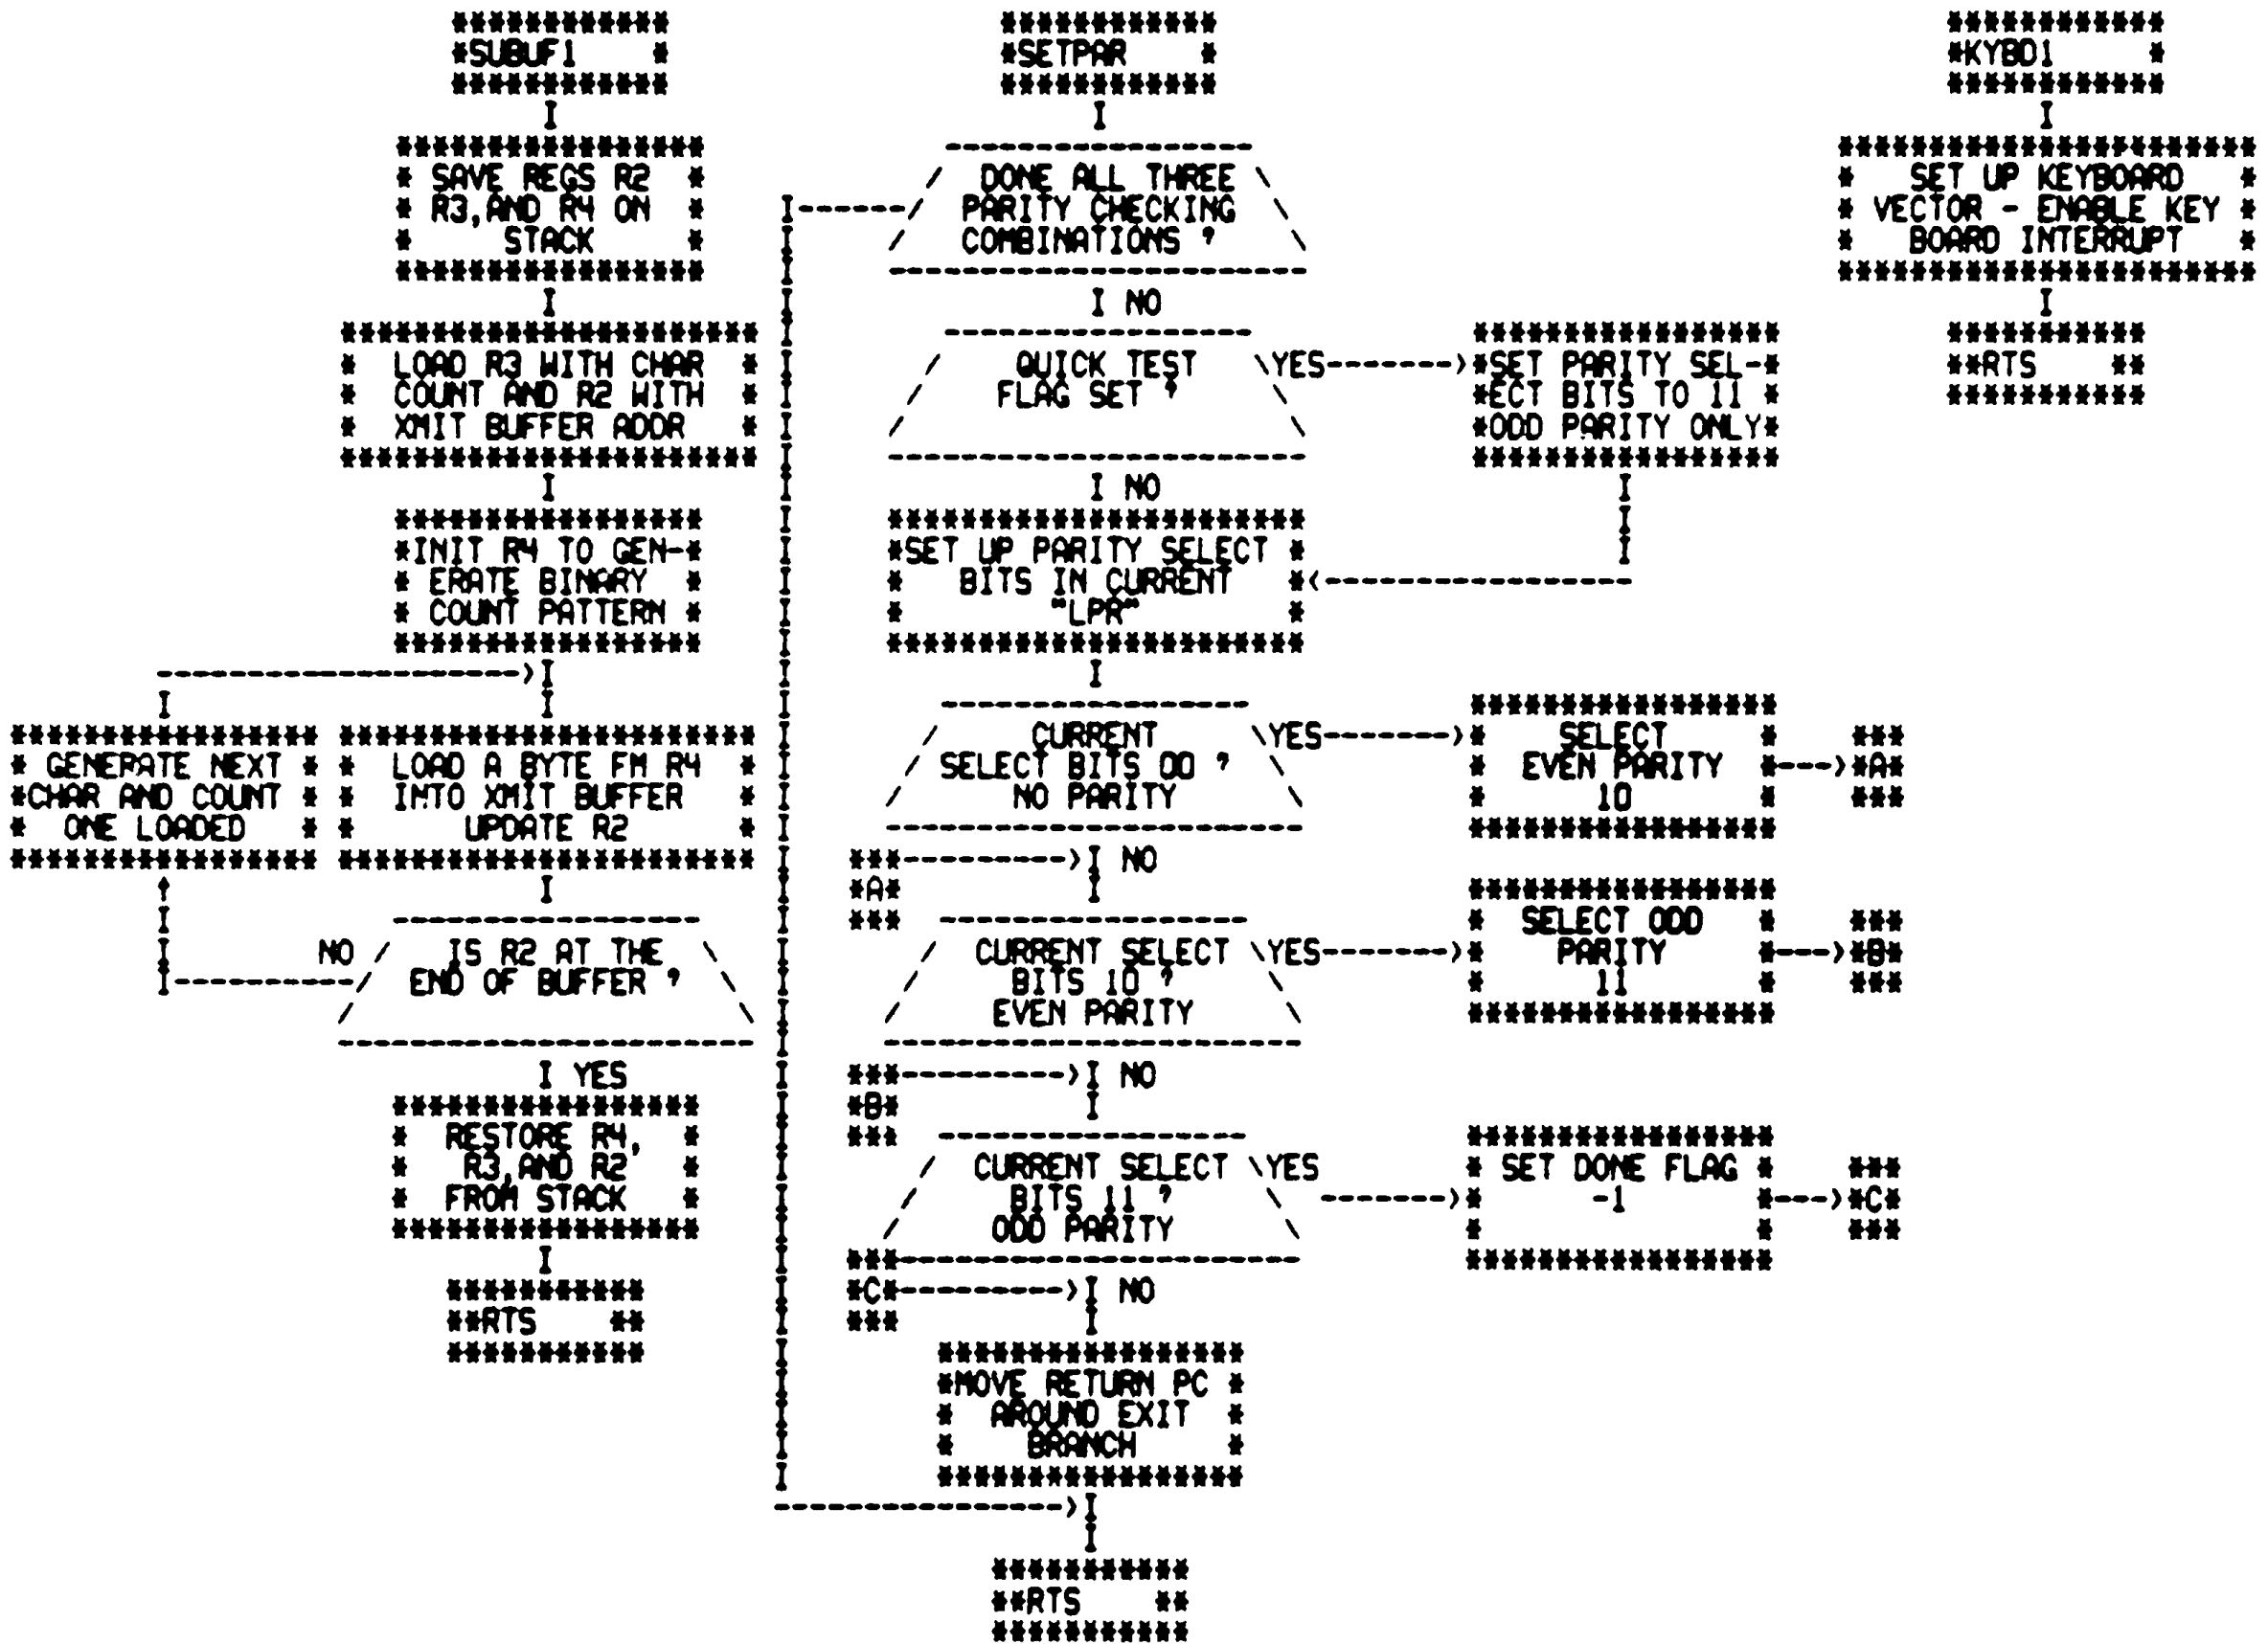 SUBUF1
SAVE REGS R2
R3,AND R4 ON
STACK
LOAD R3 WITH CHAR
COUNT AND R2 WITH
XMIT BUFFER ADDR
INIT R4 TO GEN-
ERATE BINARY
COUNT PATTERN
GENERATE NEXT
CHAR AND COUNT
ONE LOADED
LOAD A BYTE FM R4
INTO XMIT BUFFER
UPDATE R2
NO
IS R2 AT THE
END OF BUFFER ?
YES
RESTORE R4,
R3,AND R2
FROM STACK
RTS
SETPAR
DONE ALL THREE
PARITY CHECKING
COMBINATIONS ?
NO
QUICK TEST
FLAG SET ?
YES
SET PARITY SEL-
ECT BITS TO 11
ODD PARITY ONLY
NO
SET UP PARITY SELECT
BITS IN CURRENT
"LPR"
CURRENT
SELECT BITS 00 ?
NO PARITY
YES
SELECT
EVEN PARITY
10
A
NO
A
CURRENT SELECT
BITS 10 ?
EVEN PARITY
YES
SELECT ODD
PARITY
11
B
NO
B
CURRENT SELECT
BITS 11 ?
ODD PARITY
YES
SET DONE FLAG
-1
C
C
NO
MOVE RETURN PC
AROUND EXIT
BRANCH
RTS
KYBD1
SET UP KEYBOARD
VECTOR - ENABLE KEY
BOARD INTERRUPT
RTS